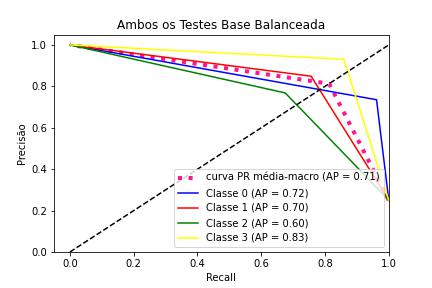 Ambos os Testes Base Balanceada
1.0
0.8
0.6
0.4
0.2
0.0
Precisão
0.0 0.2 0.4 0.6 0.8 1.0
Recall
curva PR média-macro (AP = 0.71)
Classe 0 (AP = 0.72)
Classe 1 (AP = 0.70)
Classe 2 (AP = 0.60)
Classe 3 (AP = 0.83)